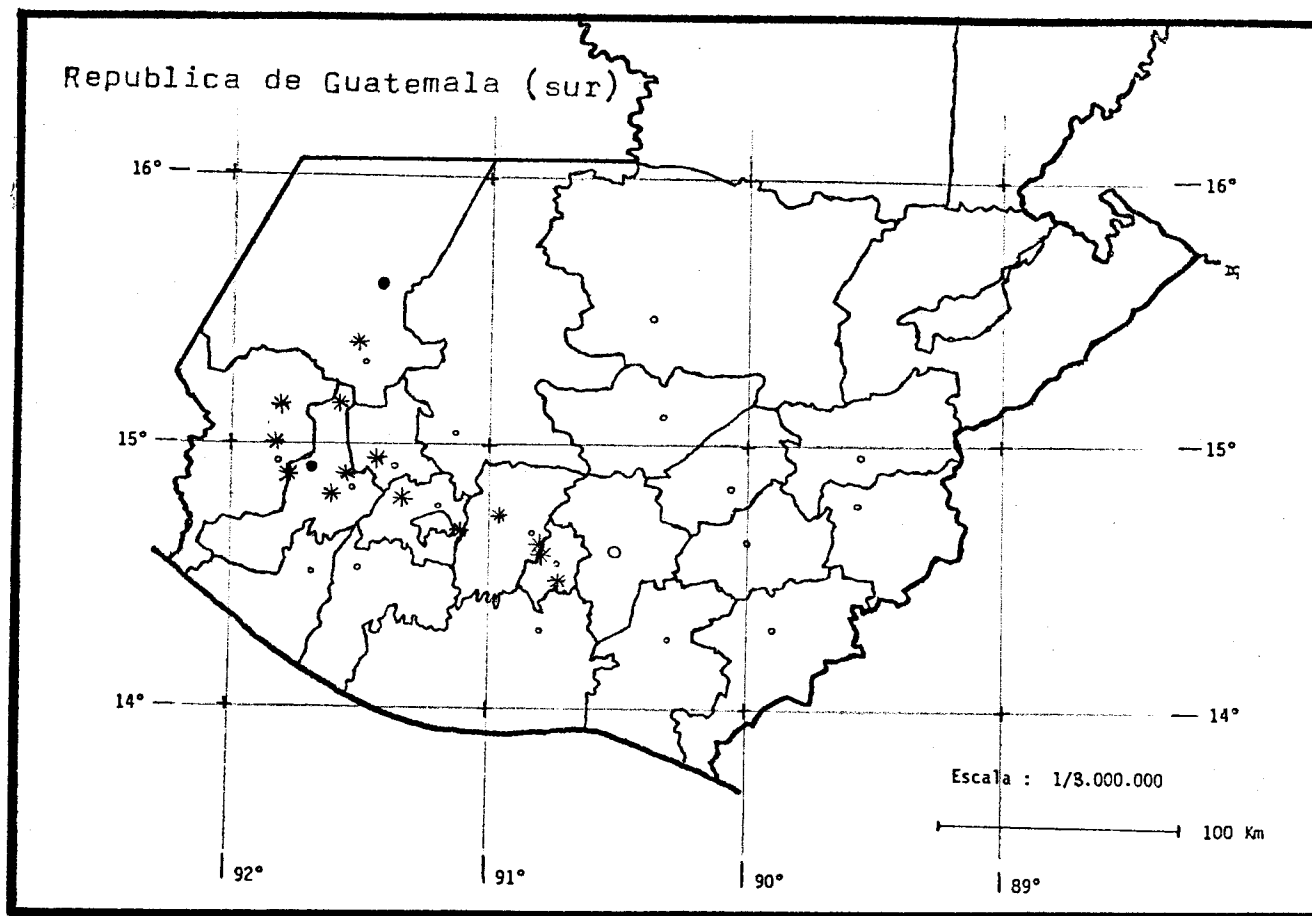 Republica de Guatemala (sur)
16° 16°
15° 15°
14° 14°
Escala : 1/3.000.000
100 Km
92° 91° 90° 89°